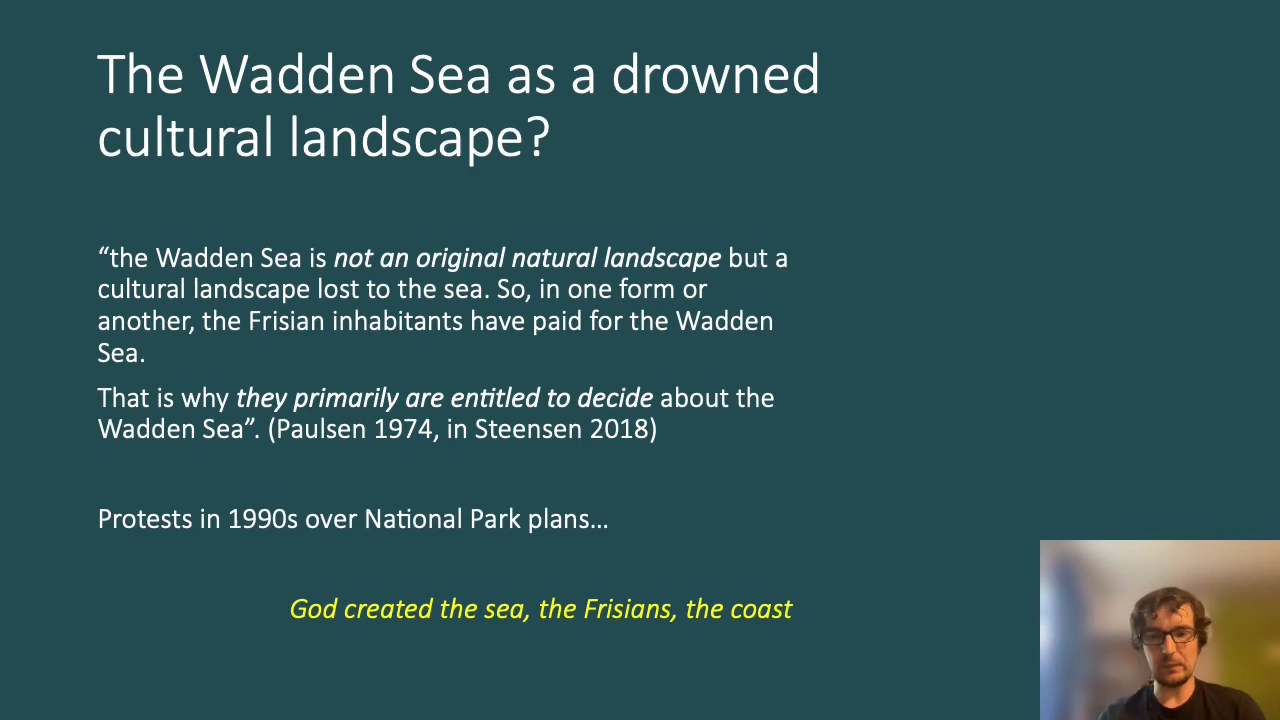 The Wadden Sea as a drowned
cultural landscape?
“the Wadden Sea is not an original natural landscape but a
cultural landscape lost to the sea. So, in one form or
another, the Frisian inhabitants have paid for the Wadden
Sea.
That is why they primarily are entitled to decide about the
Wadden Sea”. (Paulsen 1974, in Steensen 2018)
Protests in 1990s over National Park plans…
God created the sea, the Frisians, the coast